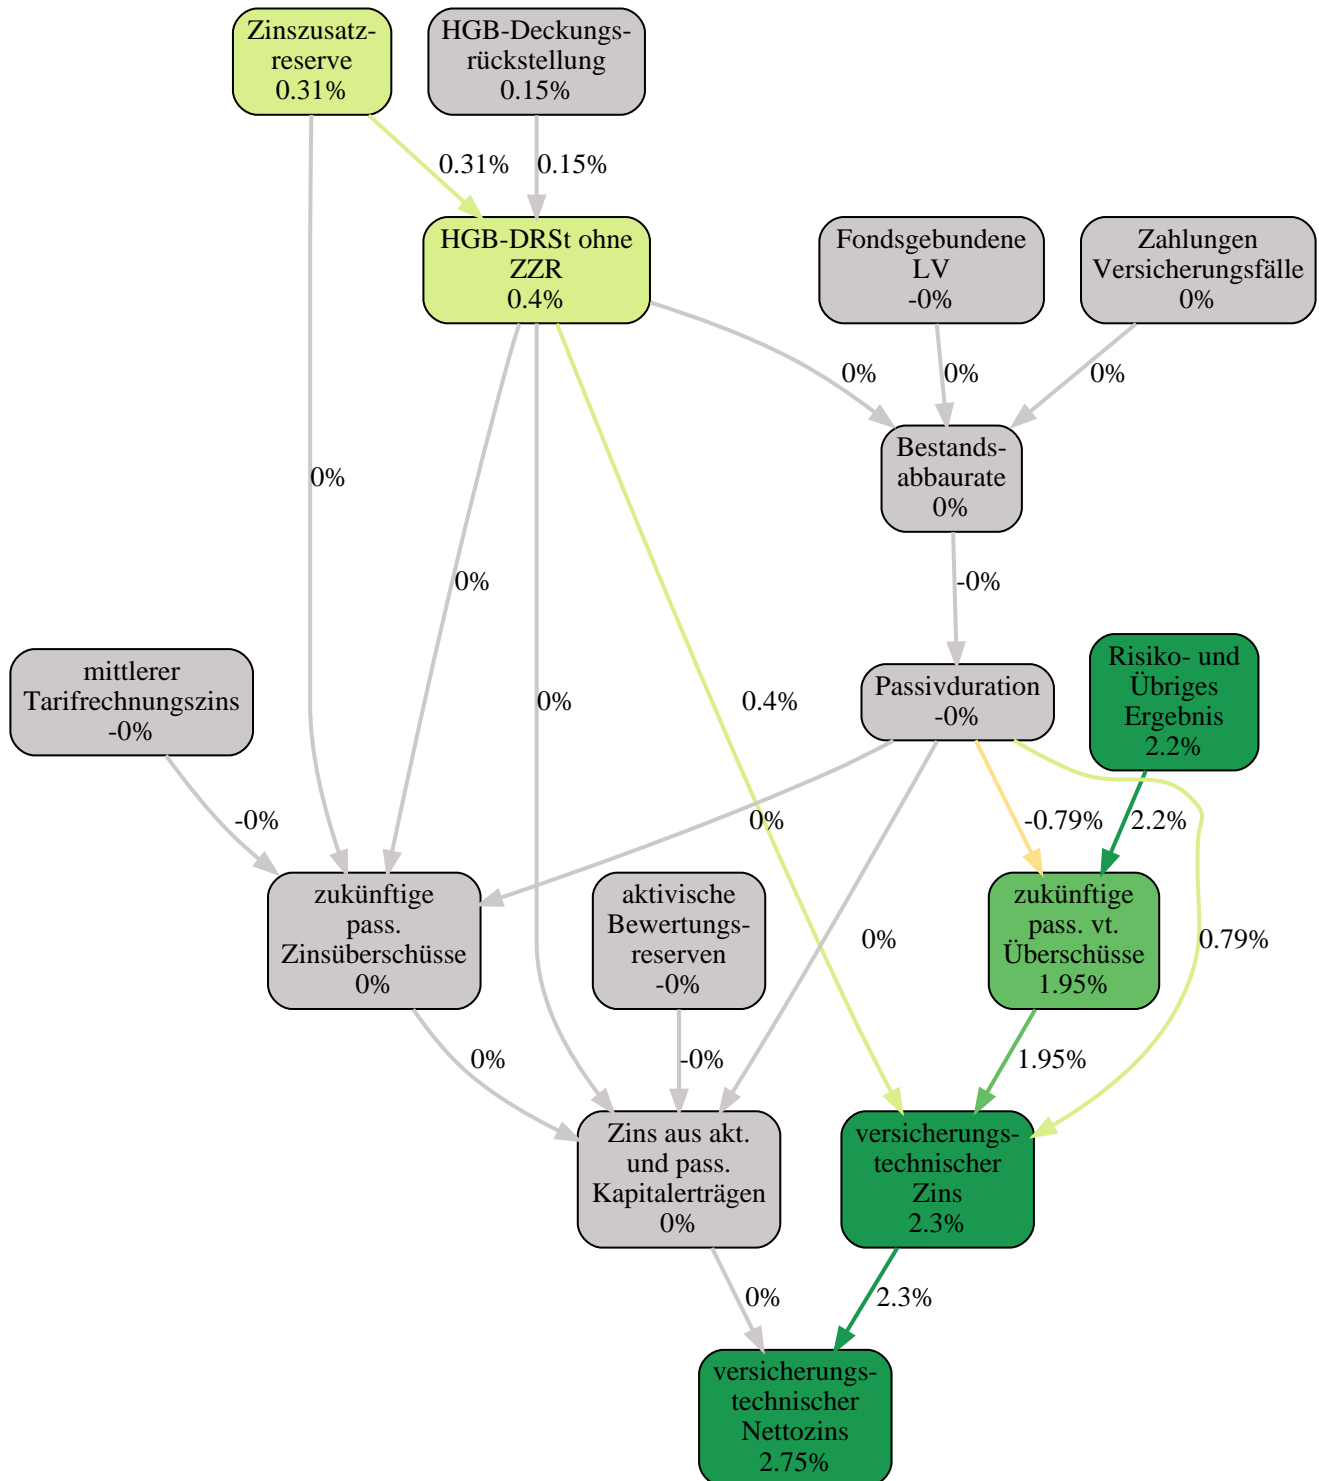 Zinszusatz-
reserve
0.31%
HGB-Deckungs-
rückstellung
0.15%
0.31%
0.15%
HGB-DRSt ohne
ZZR
0.4%
Fondsgebundene
LV
-0%
Zahlungen
Versicherungsfälle
0%
0%
0%
0%
Bestands-
abbaurate
0%
0%
0%
-0%
mittlerer
Tarifrechnungszins
-0%
0%
0.4%
Passivduration
-0%
Risiko- und
Übriges
Ergebnis
2.2%
-0%
0%
-0.79%
2.2%
zukünftige
pass.
Zinsüberschüsse
0%
aktivische
Bewertungs-
reserven
-0%
0%
zukünftige
pass. vt.
Überschüsse
1.95%
0.79%
0%
-0%
1.95%
Zins aus akt.
und pass.
Kapitalerträgen
0%
versicherungs-
technischer
Zins
2.3%
0%
2.3%
versicherungs-
technischer
Nettozins
2.75%